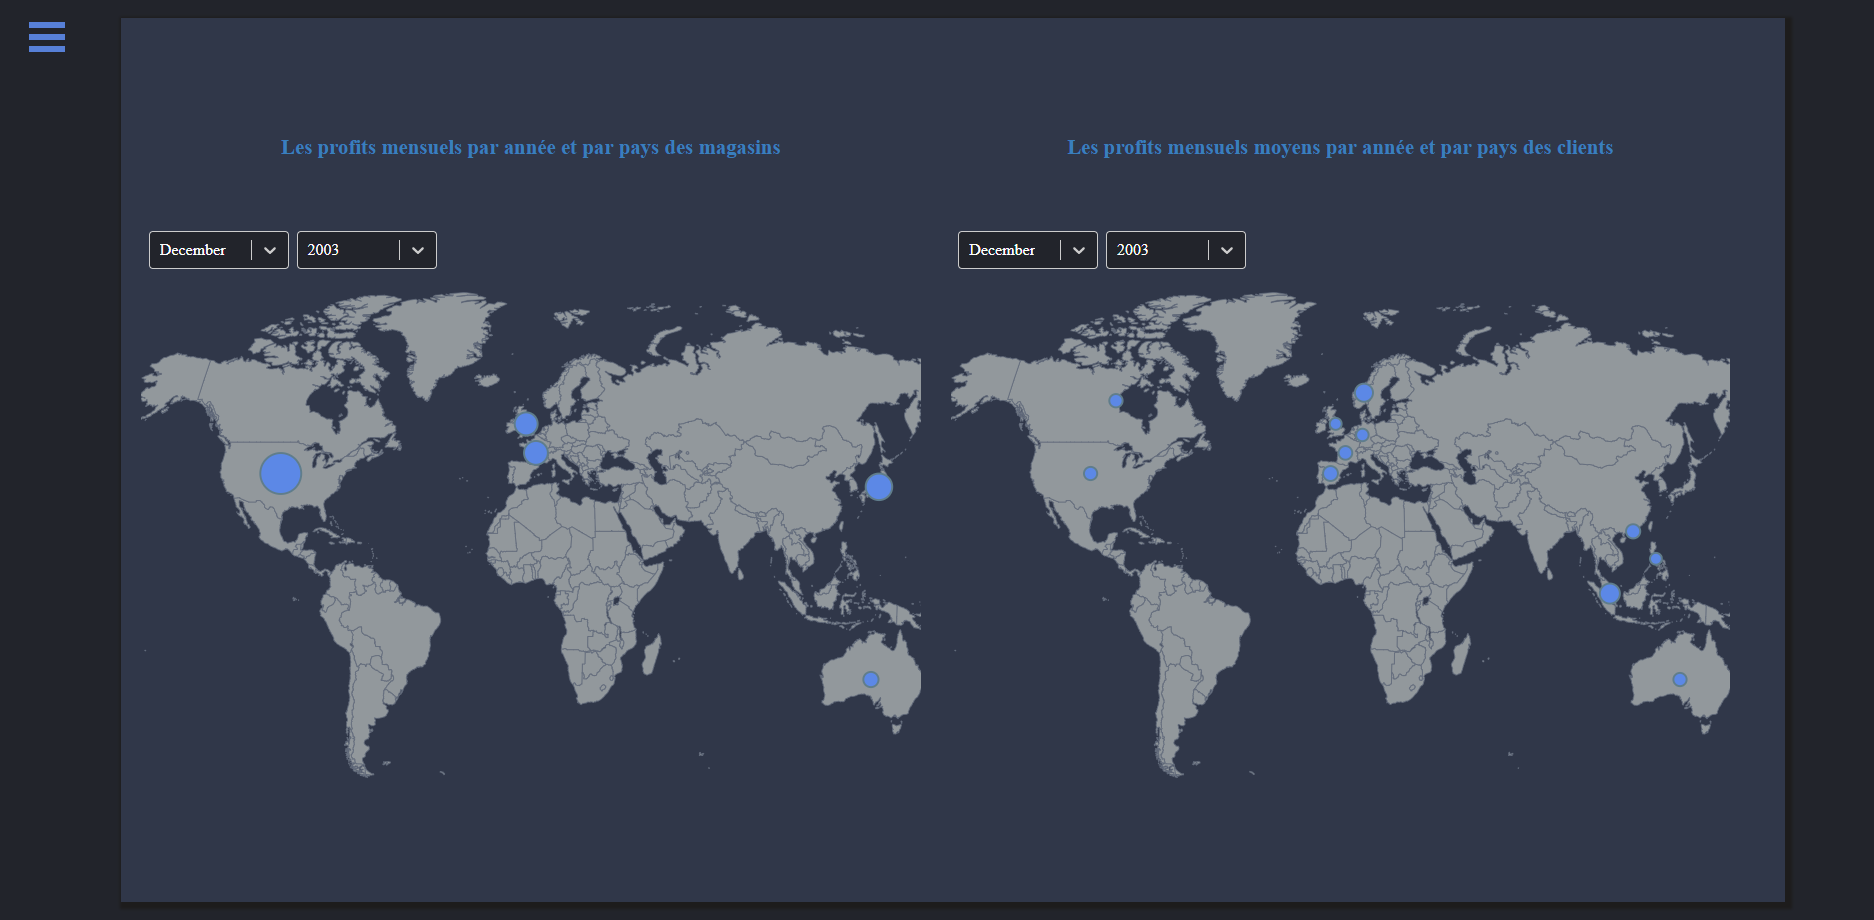 Les profits mensuels par année et par pays des magasins
Les profits mensuels moyens par année et par pays des clients
December
2003
December
2003